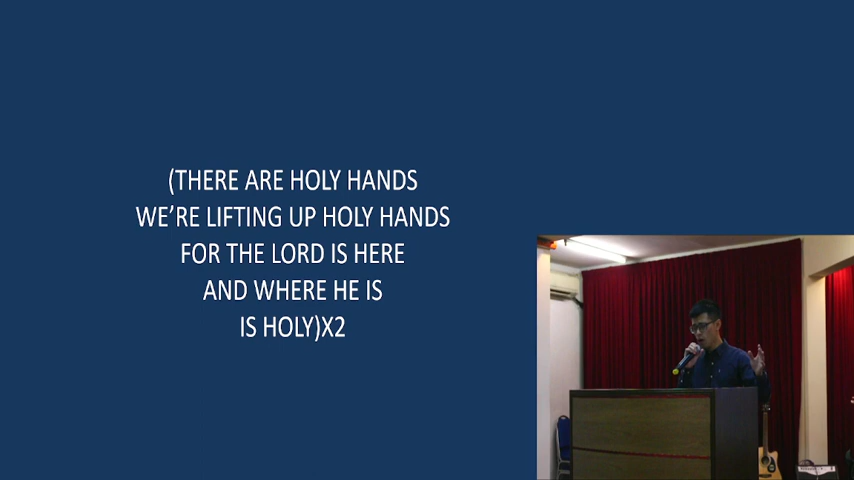 (THERE ARE HOLY HANDS
WE'RE LIFTING UP HOLY HANDS
FOR THE LORD IS HERE
AND WHERE HE IS
IS HOLY)X2